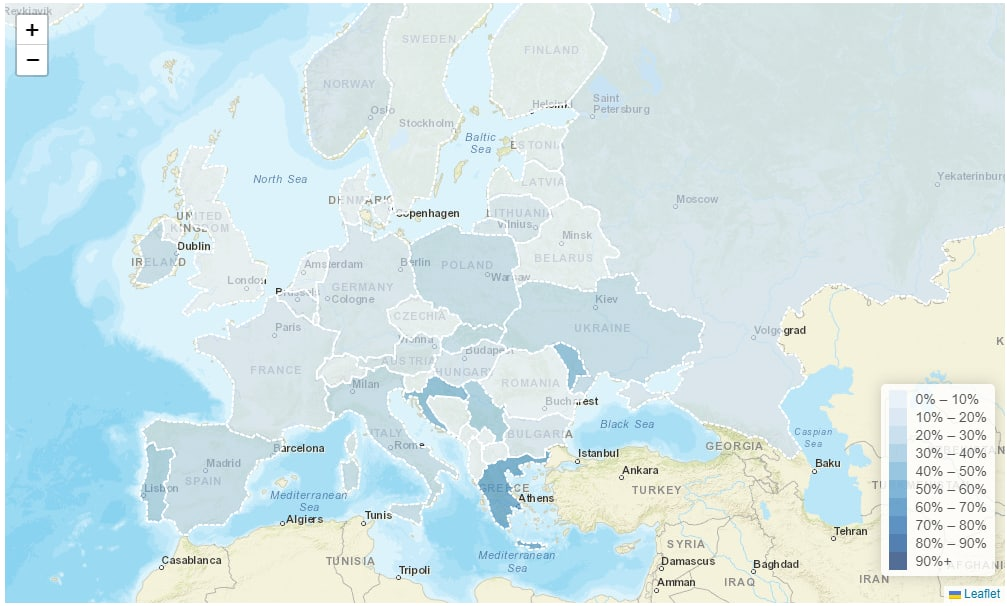 Reykjavik
+
−
SWEDEN
FINLAND
NORWAY
Oslo
Helsinki
Saint
Petersburg
Stockholm
Baltic
Sea
ESTONIA
North Sea
LATVIA
Yekaterinburg
Moscow
DENMARK
Copenhagen
LITHUANIA
Vilnius
UNITED
KINGDOM
Minsk
Dublin
IRELAND
BELARUS
Amsterdam
Berlin
POLAND
Warsaw
London
Brussels
GERMANY
Cologne
Kiev
CZECHIA
UKRAINE
Paris
Volgograd
Vienna
Budapest
AUSTRIA
FRANCE
HUNGARY
Milan
ROMANIA
Bucharest
Black Sea
ITALY
BULGARIA
Caspian
Sea
Barcelona
Rome
GEORGIA
Istanbul
Madrid
SPAIN
Ankara
Baku
Lisbon
GREECE
TURKEY
Athens
Mediterranean
Sea
Algiers
Tunis
Tehran
SYRIA
Casablanca
TUNISIA
Mediterranean
Sea
Damascus
Baghdad
Tripoli
Amman
IRAQ
IRAN
AFGHANISTAN
0% – 10%
10% – 20%
20% – 30%
30% – 40%
40% – 50%
50% – 60%
60% – 70%
70% – 80%
80% – 90%
90%+
Leaflet